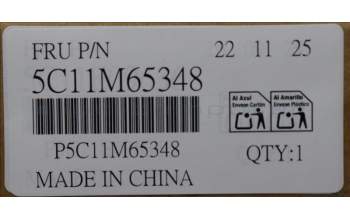 FRU P/N 22 11 25
5C11M65348
Al Azul Al Amarillo
Envase Cartón Envase Plástico
P5C11M65348 QTY:1
MADE IN CHINA